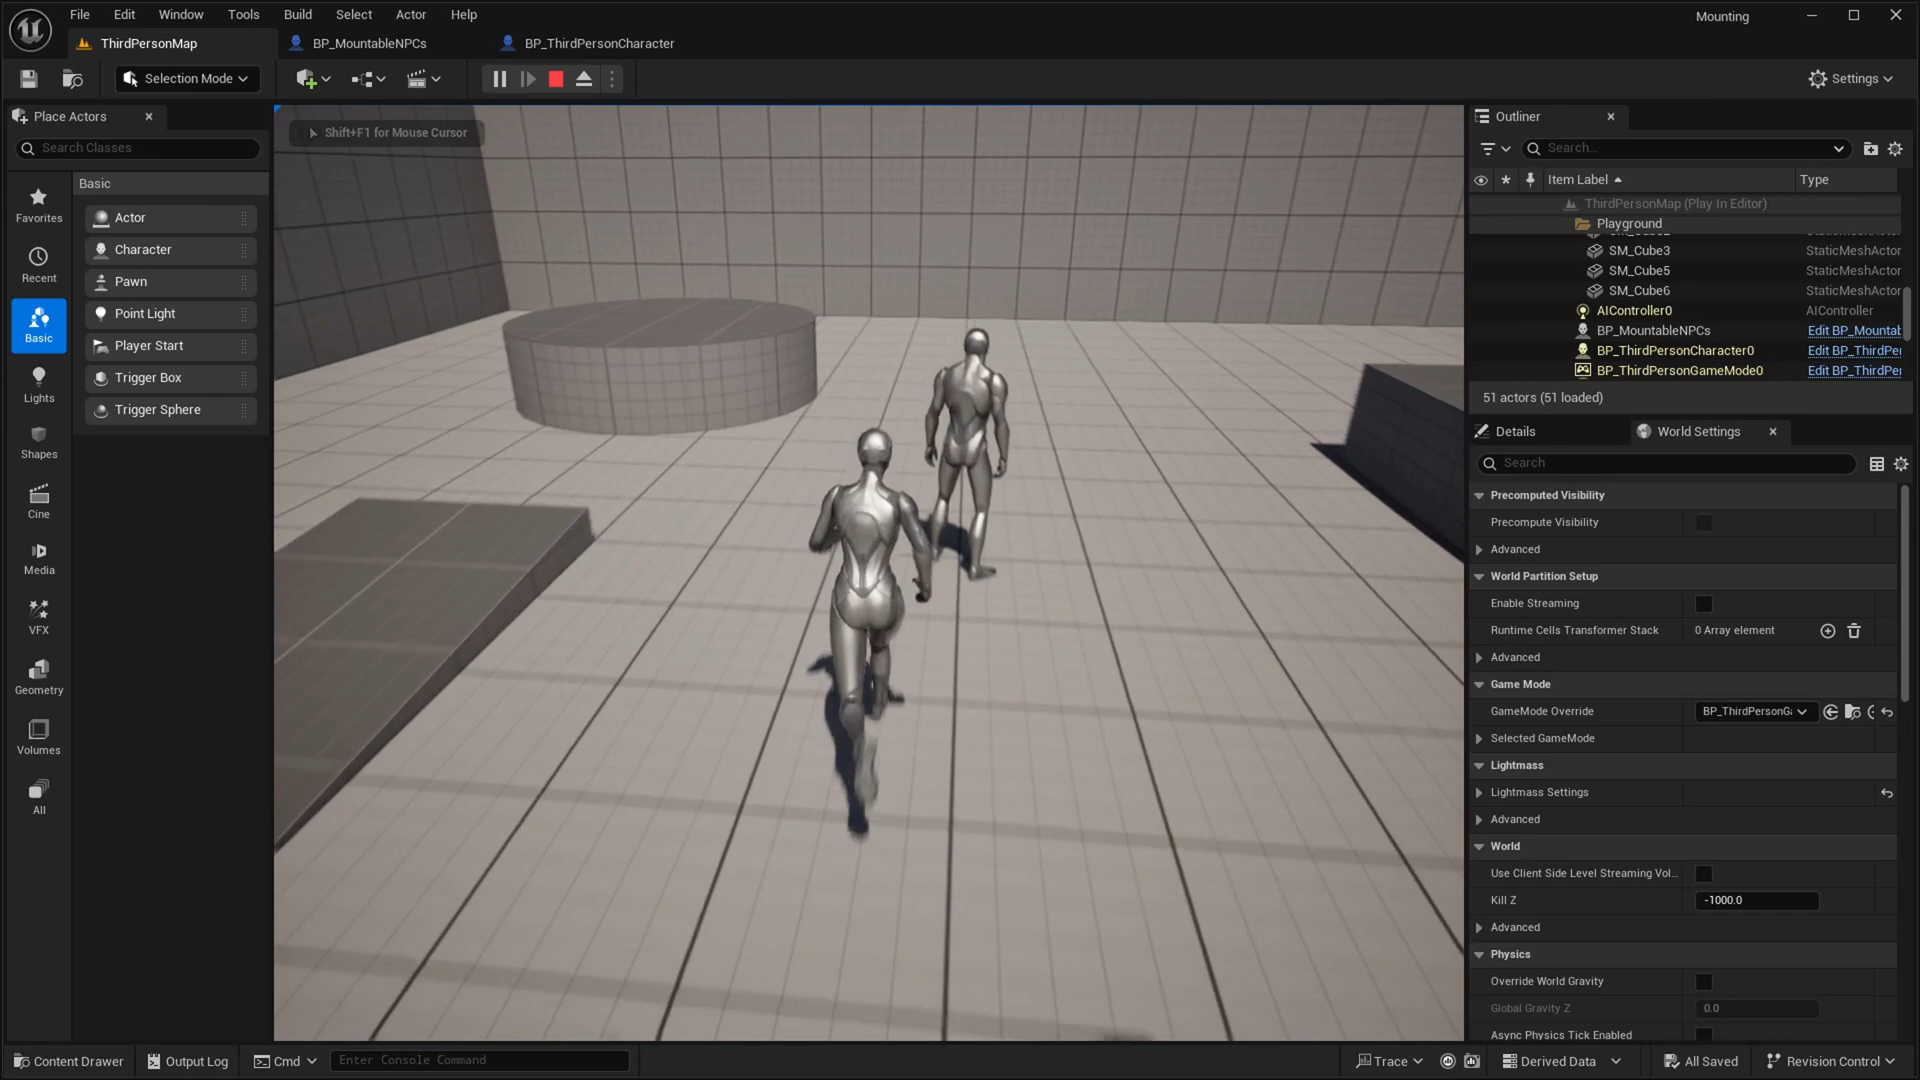 File Edit Window Tools Build Select Actor Help
Mounting
ThirdPersonMap
BP_MountableNPCs
BP_ThirdPersonCharacter
Selection Mode
Settings
Place Actors
Search Classes
Basic
Favorites
Recent
Basic
Lights
Shapes
Cine
Media
VFX
Geometry
Volumes
All
Actor
Character
Pawn
Point Light
Player Start
Trigger Box
Trigger Sphere
Shift+F1 for Mouse Cursor
Outliner
Search...
Item Label Type
ThirdPersonMap (Play In Editor)
Playground
SM_Cube3 StaticMeshActor
SM_Cube5 StaticMeshActor
SM_Cube6 StaticMeshActor
AIController0 AIController
BP_MountableNPCs Edit BP_Mountab
BP_ThirdPersonCharacter0 Edit BP_ThirdPer
BP_ThirdPersonGameMode0 Edit BP_ThirdPer
51 actors (51 loaded)
Details
World Settings
Search
Precomputed Visibility
Precompute Visibility
Advanced
World Partition Setup
Enable Streaming
Runtime Cells Transformer Stack 0 Array element
Advanced
Game Mode
GameMode Override BP_ThirdPersonGa
Selected GameMode
Lightmass
Lightmass Settings
Advanced
World
Use Client Side Level Streaming Vol...
Kill Z -1000.0
Advanced
Physics
Override World Gravity
Global Gravity Z 0.0
Async Physics Tick Enabled
Content Drawer
Output Log
Cmd
Enter Console Command
Trace
Derived Data
All Saved
Revision Control